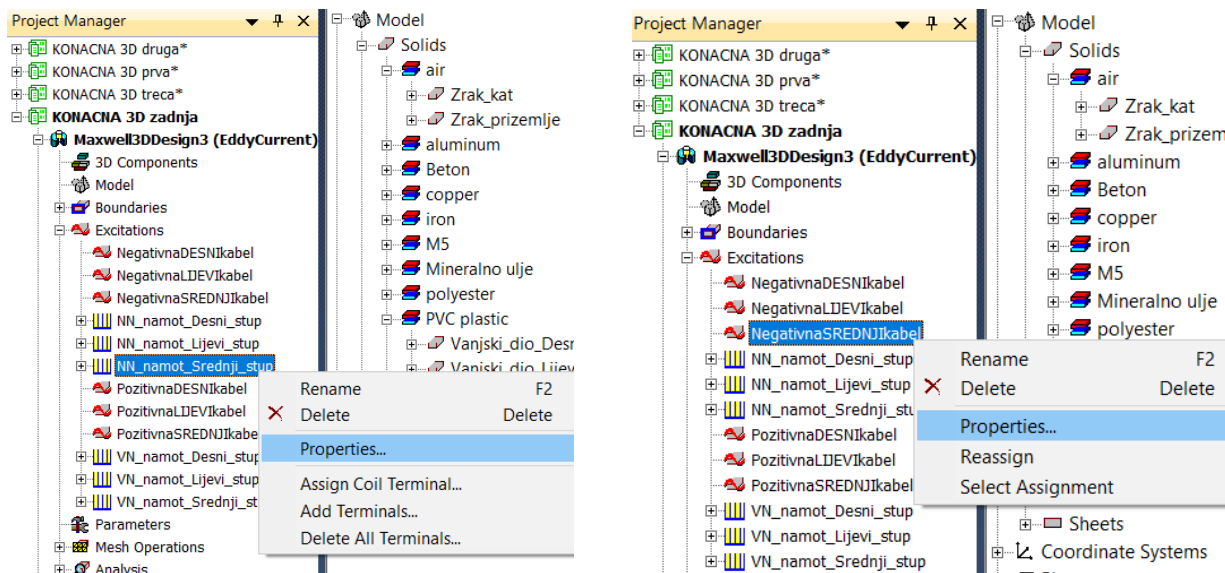 Project Manager
KONACNA 3D druga*
KONACNA 3D prva*
KONACNA 3D treca*
KONACNA 3D zadnja
Maxwell3DDesign3 (EddyCurrent)
3D Components
Model
Boundaries
Excitations
NegativnaDESNIkabel
NegativnaLIJEVIkabel
NegativnaSREDNJIkabel
NN_namot_Desni_stup
NN_namot_Lijevi_stup
NN_namot_Srednji_stup
PozitivnaDESNIkabel
PozitivnaLIJEVIkabel
PozitivnaSREDNJIkabe
VN_namot_Desni_stup
VN_namot_Lijevi_stup
VN_namot_Srednji_st
Parameters
Mesh Operations
Analysis
Rename F2
Delete Delete
Properties...
Assign Coil Terminal...
Add Terminals...
Delete All Terminals...
Model
Solids
air
Zrak_kat
Zrak_prizemlje
aluminum
Beton
copper
iron
M5
Mineralno ulje
polyester
PVC plastic
Vanjski_dio_Desr
Vanjski_dio_Lijev
Project Manager
KONACNA 3D druga*
KONACNA 3D prva*
KONACNA 3D treca*
KONACNA 3D zadnja
Maxwell3DDesign3 (EddyCurrent)
3D Components
Model
Boundaries
Excitations
NegativnaDESNIkabel
NegativnaLIJEVIkabel
NegativnaSREDNJIkabel
NN_namot_Desni_stup
NN_namot_Lijevi_stup
NN_namot_Srednji_stu
PozitivnaDESNIkabel
PozitivnaLIJEVIkabel
PozitivnaSREDNJIkabel
VN_namot_Desni_stup
VN_namot_Lijevi_stup
VN_namot_Srednji_stup
Rename F2
Delete Delete
Properties...
Reassign
Select Assignment
Model
Solids
air
Zrak_kat
Zrak_prizem
aluminum
Beton
copper
iron
M5
Mineralno ulje
polyester
Sheets
Coordinate Systems